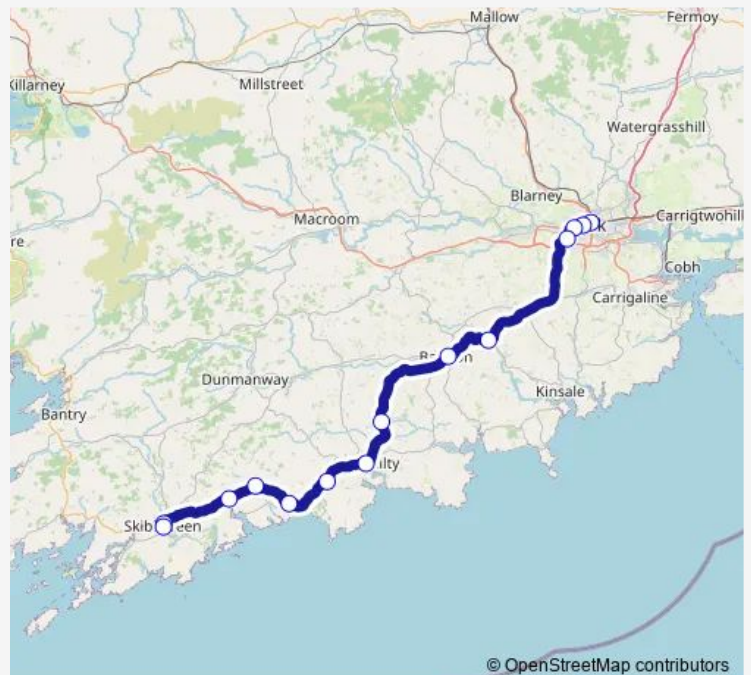 Mallow
Fermoy
Killarney
Millstreet
Watergrasshill
Blarney
Macroom
Carrigtwohill
Cobh
Carrigaline
Dunmanway
Kinsale
Bantry
© OpenStreetMap contributors